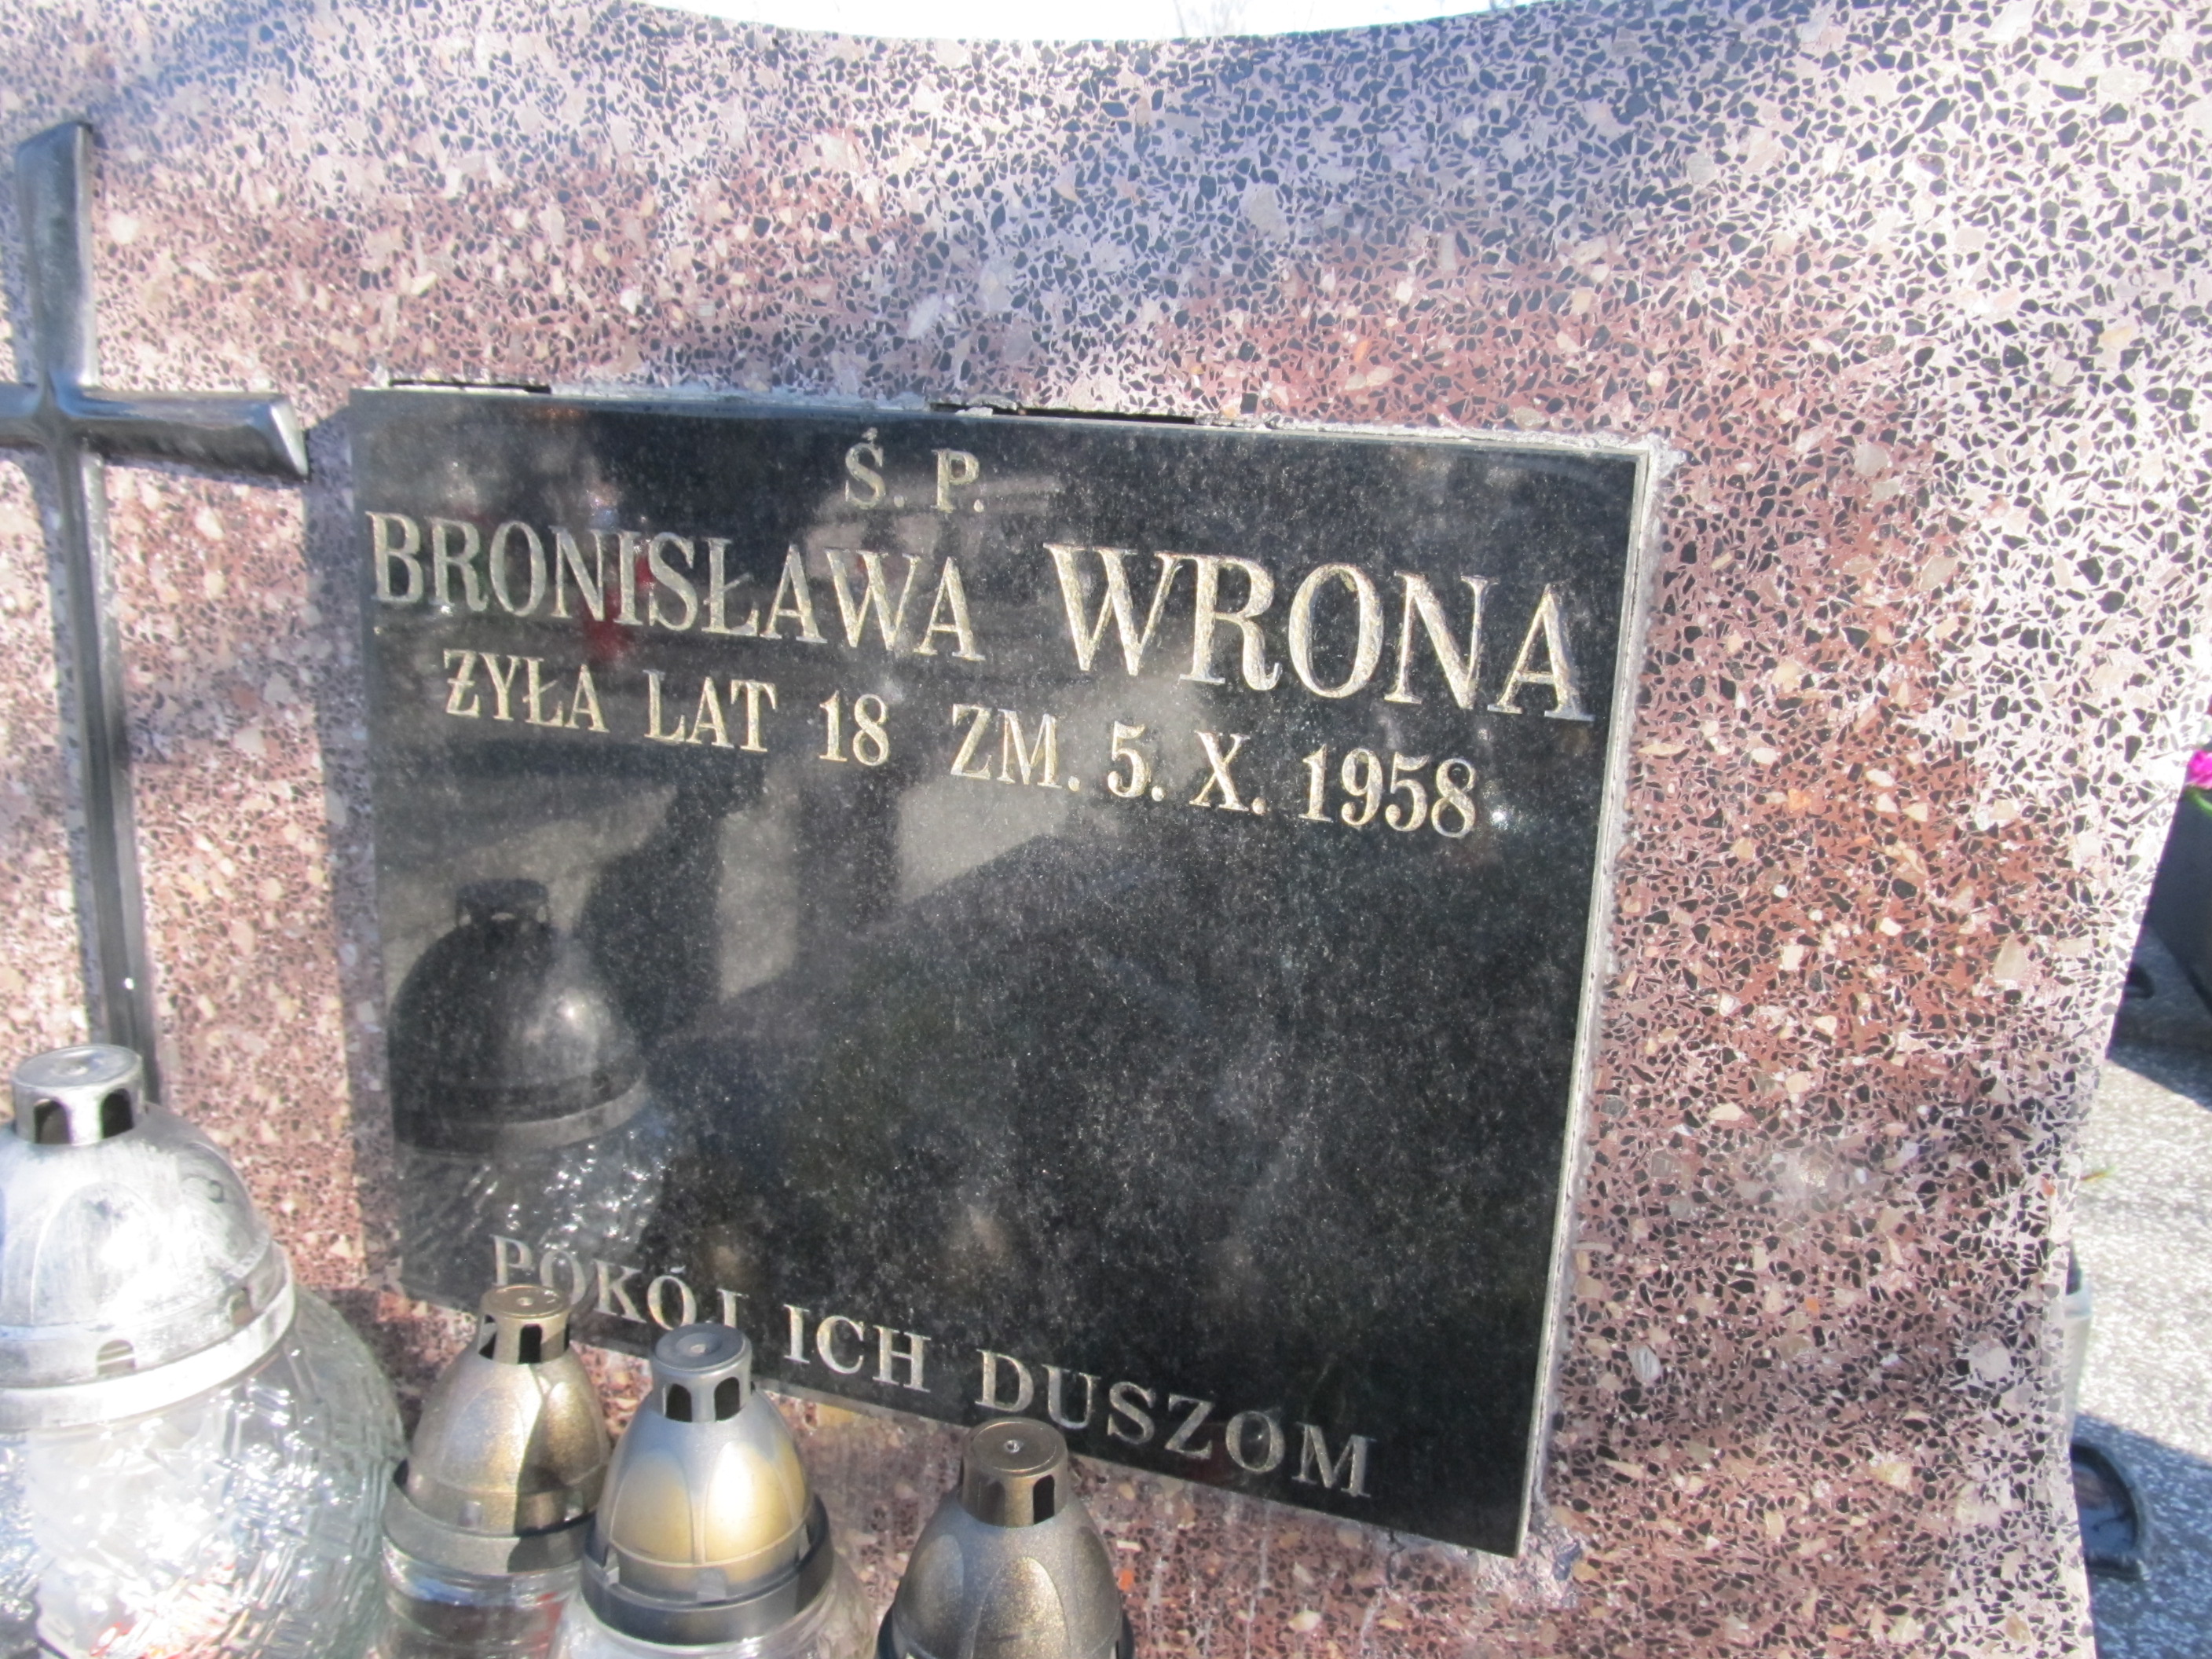 Ś. P.
BRONISŁAWA WRONA
ŻYŁA LAT 18 ZM. 5. X. 1958
POKÓJ ICH DUSZOM